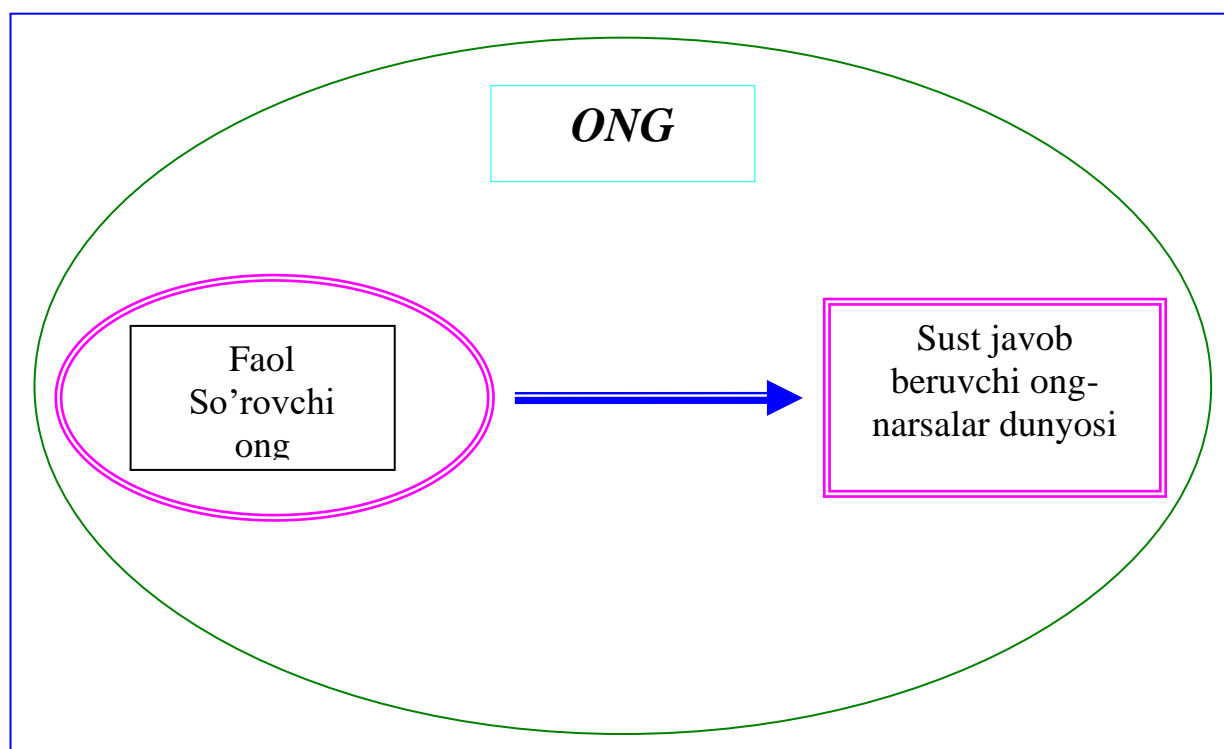 ONG
Faol
So’rovchi
ong
Sust javob
beruvchi ong-
narsalar dunyosi